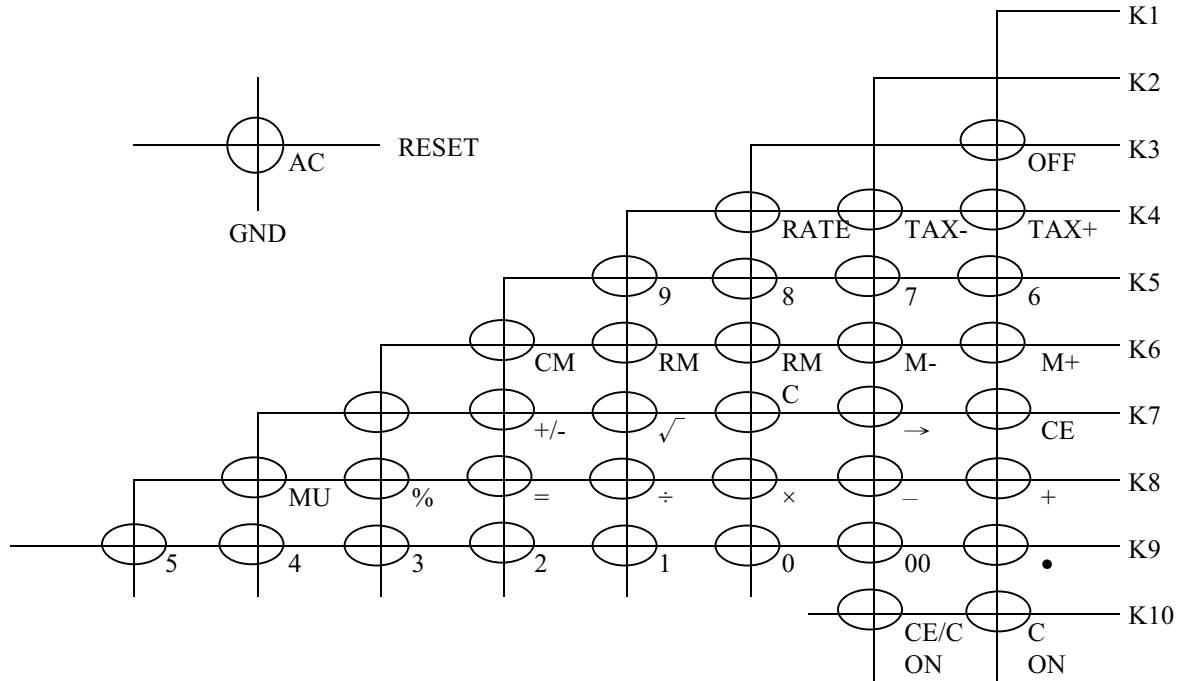 K1
K2
AC
RESET
OFF
K3
GND
RATE
TAX-
TAX+
K4
9
8
7
6
K5
CM
RM
RM
C
M-
M+
K6
+/-
√
→
CE
K7
MU
%
=
÷
×
–
+
K8
5
4
3
2
1
0
00
•
K9
CE/C
ON
C
ON
K10